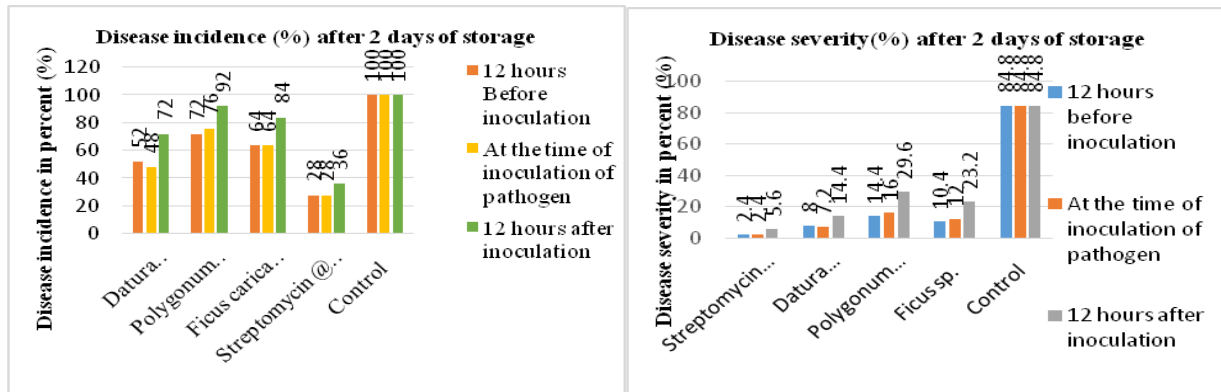 Disease incidence (%) after 2 days of storage
Disease incidence in percent (%)
120
100
80
60
40
20
0
52
48
72
72
76
92
64
64
84
28
28
36
100
100
100
Datura..
Polygonum..
Ficus carica..
Streptomycin @..
Control
12 hours
Before
inoculation
At the time of
inoculation of
pathogen
12 hours after
inoculation
Disease severity(%) after 2 days of storage
Disease severity in percent (%)
100
80
60
40
20
0
2.4
2.4
5.6
8
7.2
14.4
14.4
16
29.6
10.4
12
23.2
84.8
84.8
84.8
Streptomycin...
Datura...
Polygonum...
Ficus sp.
Control
12 hours
before
inoculation
At the time of
inoculation of
pathogen
12 hours after
inoculation